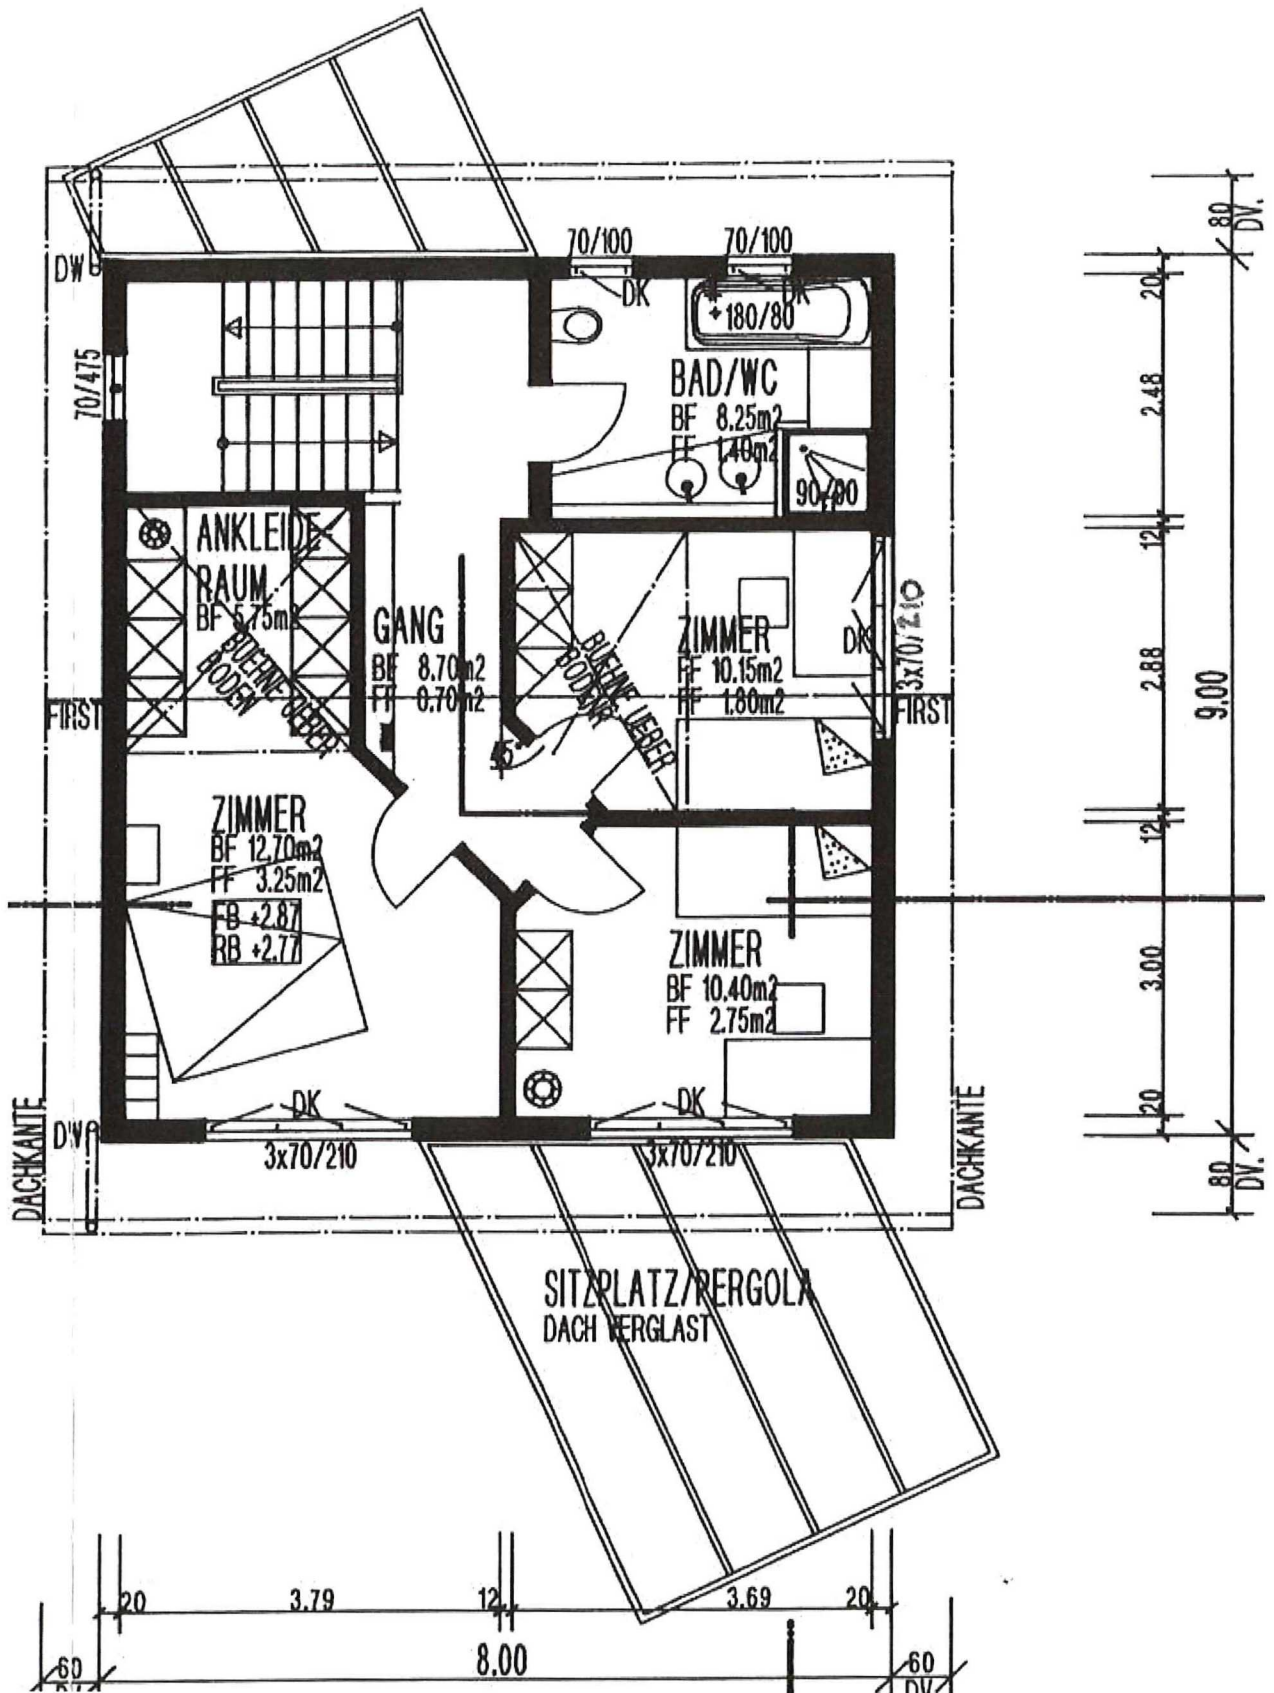 70/100
70/100
80
DV.
DW
DK
DK
180/80
20
70/475
BAD/WC
BF 8.25m2
FF 1.40m2
2.48
90/90
ANKLEIDE-
RAUM
BF 5.75m2
BUEHNE UEBER
BODEN
GANG
BF 8.70m2
FF 0.70m2
12
ZIMMER
FF 10.15m2
FF 1.80m2
BUEHNE UEBER
BODEN
DK
3x70/210
2.88
9.00
FIRST
FIRST
45°
ZIMMER
BF 12.70m2
FF 3.25m2
FB +2.87
RB +2.77
12
ZIMMER
BF 10.40m2
FF 2.75m2
3.00
DACHKANTE
DW
DK
3x70/210
DK
3x70/210
DACHKANTE
20
80
DV.
SITZPLATZ/PERGOLA
DACH VERGLAST
20
3.79
12
3.69
20
60
DV.
8.00
60
DV.